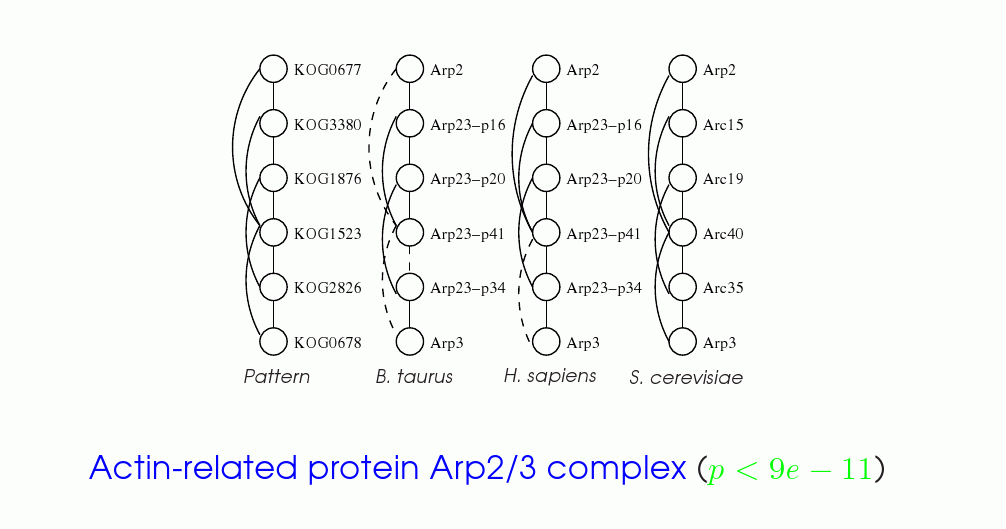 KOG0677 Arp2 Arp2 Arp2
KOG3380 Arp23–p16 Arp23–p16 Arc15
KOG1876 Arp23–p20 Arp23–p20 Arc19
KOG1523 Arp23–p41 Arp23–p41 Arc40
KOG2826 Arp23–p34 Arp23–p34 Arc35
KOG0678 Arp3 Arp3 Arp3
Pattern B. taurus H. sapiens S. cerevisiae
Actin-related protein Arp2/3 complex (p < 9e − 11)